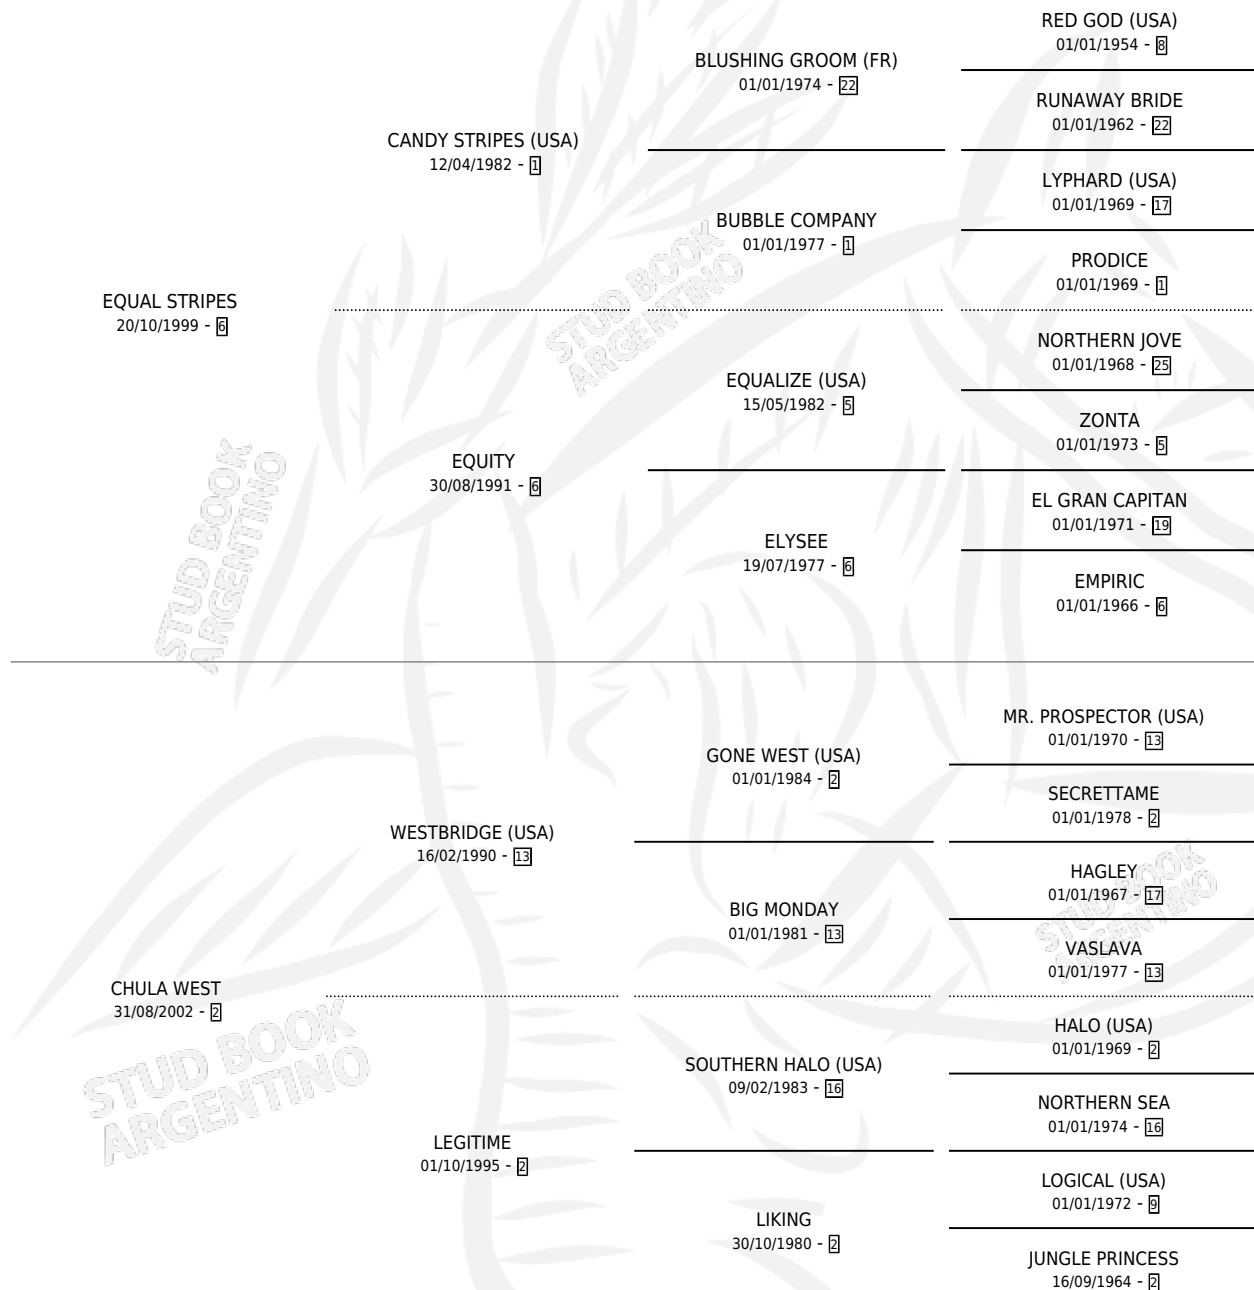 RED GOD (USA)
01/01/1954 - 8
BLUSHING GROOM (FR)
01/01/1974 - 22
RUNAWAY BRIDE
01/01/1962 - 22
CANDY STRIPES (USA)
12/04/1982 - 1
LYPHARD (USA)
01/01/1969 - 17
BUBBLE COMPANY
01/01/1977 - 1
PRODICE
01/01/1969 - 1
EQUAL STRIPES
20/10/1999 - 6
STUD BOOK
ARGENTINO
NORTHERN JOVE
01/01/1968 - 25
EQUALIZE (USA)
15/05/1982 - 5
ZONTA
01/01/1973 - 5
EQUITY
30/08/1991 - 6
EL GRAN CAPITAN
01/01/1971 - 19
ELYSEE
19/07/1977 - 6
EMPIRIC
01/01/1966 - 6
STUD BOOK
ARGENTINO
MR. PROSPECTOR (USA)
01/01/1970 - 13
GONE WEST (USA)
01/01/1984 - 2
SECRETTAME
01/01/1978 - 2
WESTBRIDGE (USA)
16/02/1990 - 13
HAGLEY
01/01/1967 - 17
BIG MONDAY
01/01/1981 - 13
VASLAVA
01/01/1977 - 13
STUD BOOK
ARGENTINO
CHULA WEST
31/08/2002 - 2
STUD BOOK
ARGENTINO
HALO (USA)
01/01/1969 - 2
SOUTHERN HALO (USA)
09/02/1983 - 16
NORTHERN SEA
01/01/1974 - 16
LEGITIME
01/10/1995 - 2
LOGICAL (USA)
01/01/1972 - 9
LIKING
30/10/1980 - 2
JUNGLE PRINCESS
16/09/1964 - 2